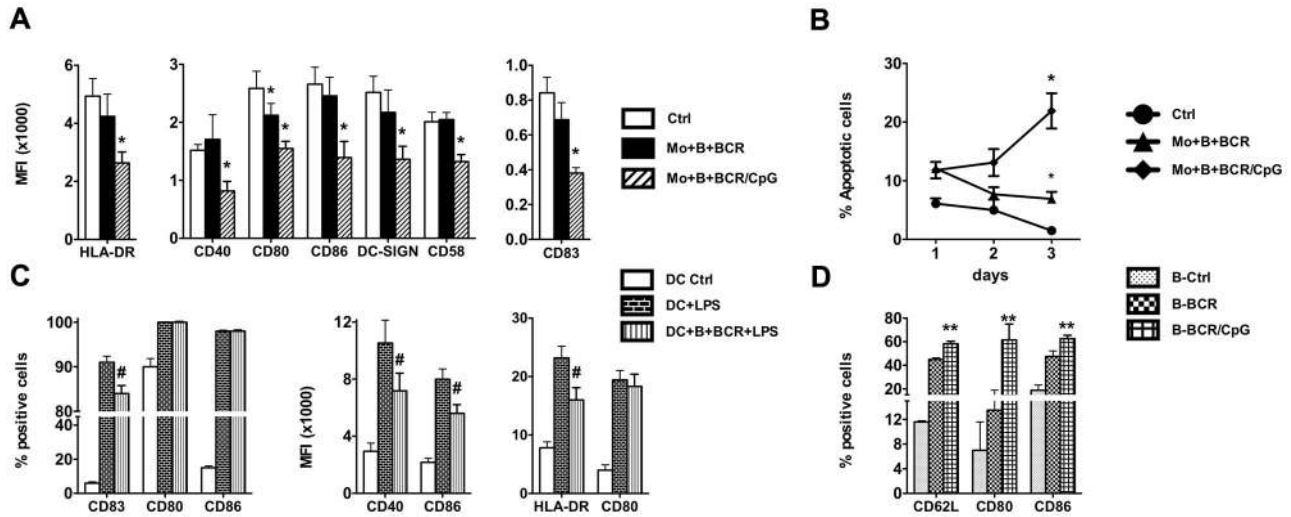 A
MFI (x1000)
6
4
2
0
HLA-DR
3
2
1
0
* * * * * *
CD40 CD80 CD86 DC-SIGN CD58
1.0
0.8
0.6
0.4
0.2
0.0
*
CD83
*
Ctrl
Mo+B+BCR
Mo+B+BCR/CpG
B
% Apoptotic cells
30
20
10
0
*
*
1 2 3
days
Ctrl
Mo+B+BCR
Mo+B+BCR/CpG
C
% positive cells
100
90
80
40
20
0
#
CD83 CD80 CD86
MFI (x1000)
12
9
6
3
0
# #
CD40 CD86
30
20
10
0
#
HLA-DR CD80
DC Ctrl
DC+LPS
DC+B+BCR+LPS
D
% positive cells
80
60
40
20
12
6
0
** ** **
CD62L CD80 CD86
B-Ctrl
B-BCR
B-BCR/CpG